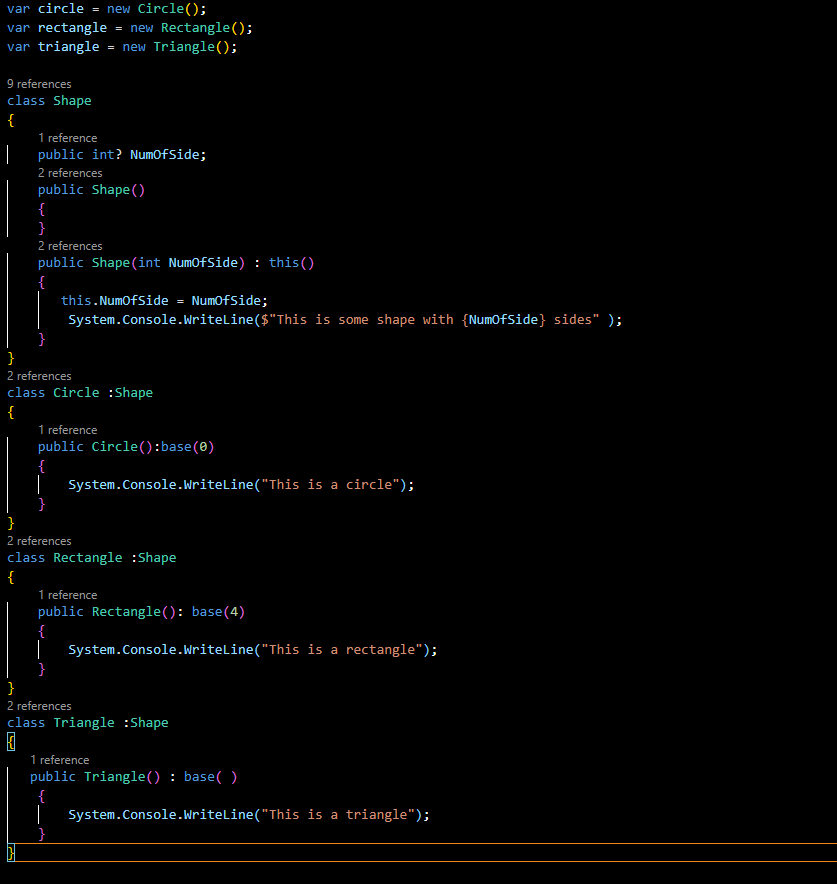 var circle = new Circle();
var rectangle = new Rectangle();
var triangle = new Triangle();
9 references
class Shape
{
1 reference
public int? NumOfSide;
2 references
public Shape()
{
}
2 references
public Shape(int NumOfSide) : this()
{
this.NumOfSide = NumOfSide;
System.Console.WriteLine($"This is some shape with {NumOfSide} sides" );
}
}
2 references
class Circle :Shape
{
1 reference
public Circle():base(0)
{
System.Console.WriteLine("This is a circle");
}
}
2 references
class Rectangle :Shape
{
1 reference
public Rectangle(): base(4)
{
System.Console.WriteLine("This is a rectangle");
}
}
2 references
class Triangle :Shape
{
1 reference
public Triangle() : base( )
{
System.Console.WriteLine("This is a triangle");
}
}